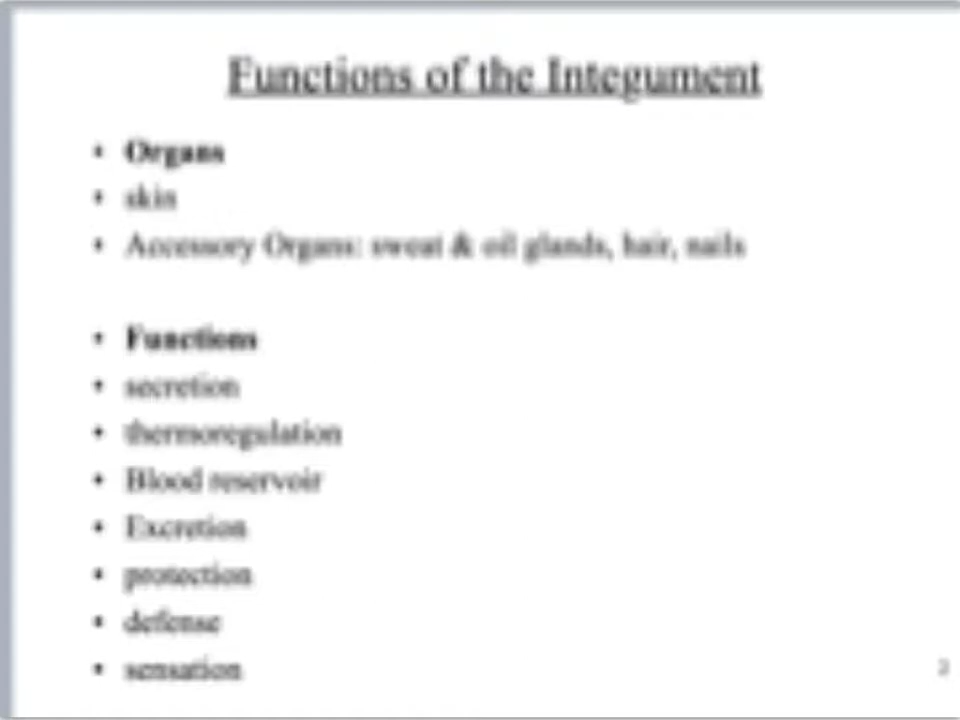 Functions of the Integument
• Organs
• skin
• Accessory Organs: sweat & oil glands, hair, nails
• Functions
• secretion
• thermoregulation
• Blood reservoir
• Excretion
• protection
• defense
• sensation
2